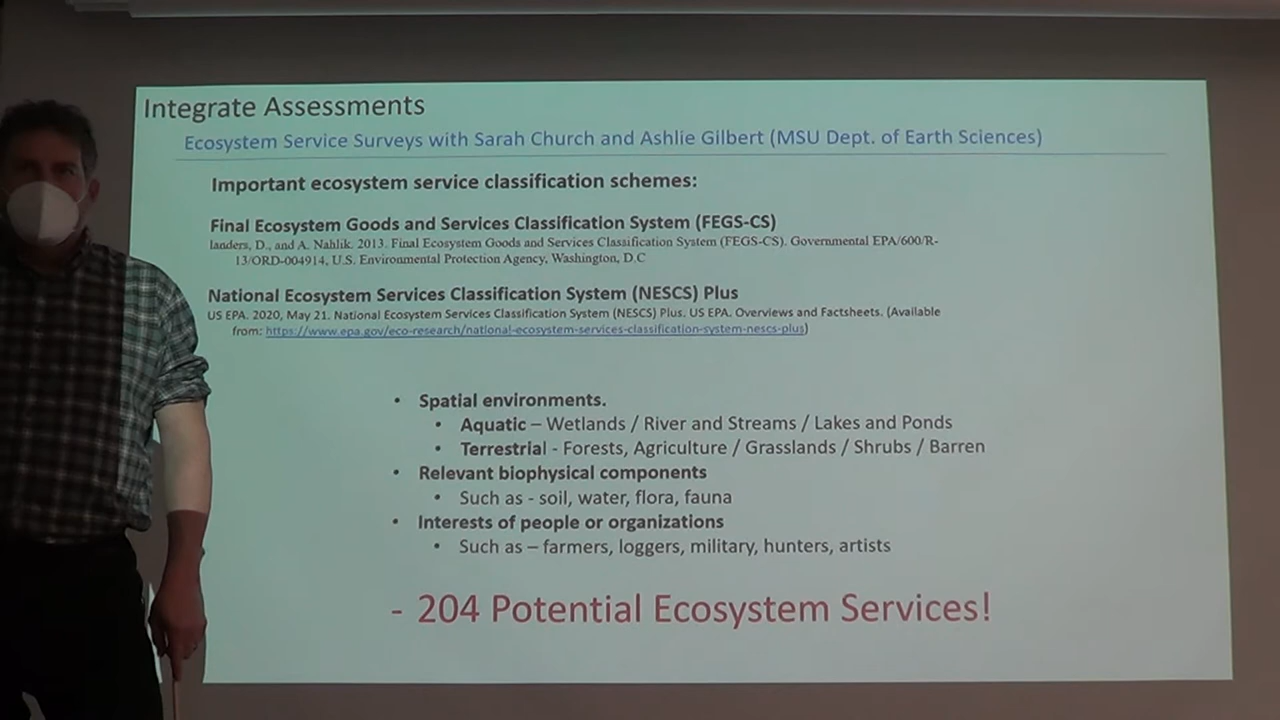 Integrate Assessments
Ecosystem Service Surveys with Sarah Church and Ashlie Gilbert (MSU Dept. of Earth Sciences)
Important ecosystem service classification schemes:
Final Ecosystem Goods and Services Classification System (FEGS-CS)
landers, D., and A. Nahlik. 2013. Final Ecosystem Goods and Services Classification System (FEGS-CS). Governmental EPA/600/R-
13/ORD-004914, U.S. Environmental Protection Agency, Washington, D.C
National Ecosystem Services Classification System (NESCS) Plus
US EPA. 2020, May 21. National Ecosystem Services Classification System (NESCS) Plus. US EPA. Overviews and Factsheets. (Available
from: https://www.epa.gov/eco-research/national-ecosystem-services-classification-system-nescs-plus)
• Spatial environments.
• Aquatic – Wetlands / River and Streams / Lakes and Ponds
• Terrestrial - Forests, Agriculture / Grasslands / Shrubs / Barren
• Relevant biophysical components
• Such as - soil, water, flora, fauna
• Interests of people or organizations
• Such as – farmers, loggers, military, hunters, artists
- 204 Potential Ecosystem Services!